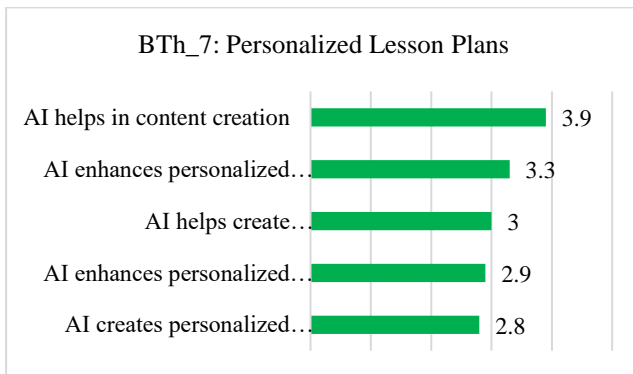 BTh_7: Personalized Lesson Plans
AI helps in content creation 3.9
AI enhances personalized… 3.3
AI helps create… 3
AI enhances personalized… 2.9
AI creates personalized… 2.8